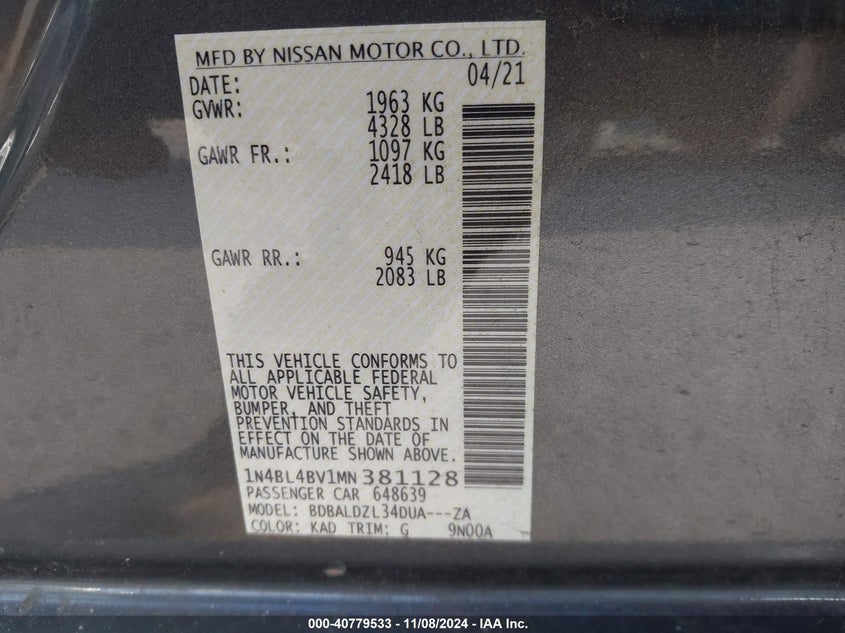 MFD BY NISSAN MOTOR CO., LTD.
DATE: 04/21
GVWR: 1963 KG
4328 LB
GAWR FR.: 1097 KG
2418 LB
GAWR RR.: 945 KG
2083 LB
THIS VEHICLE CONFORMS TO
ALL APPLICABLE FEDERAL
MOTOR VEHICLE SAFETY,
BUMPER, AND THEFT
PREVENTION STANDARDS IN
EFFECT ON THE DATE OF
MANUFACTURE SHOWN ABOVE.
1N4BL4BV1MN381128
PASSENGER CAR 648639
MODEL: BDBALDZL34DUA---ZA
COLOR: KAD TRIM: G 9N00A
000-40779533 - 11/08/2024 - IAA Inc.